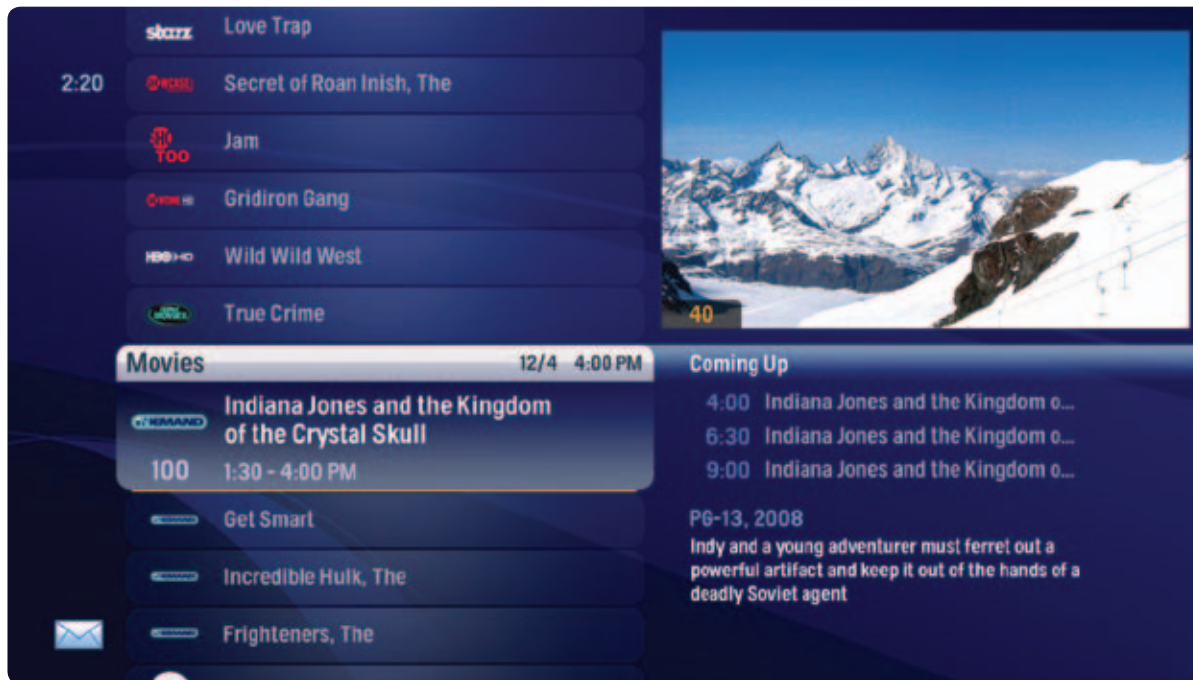 starz Love Trap
2:20 Secret of Roan Inish, The
SHO TOO Jam
Gridiron Gang
HBO HD Wild Wild West
MOVIES True Crime
40
Movies 12/4 4:00 PM
DEMAND Indiana Jones and the Kingdom
of the Crystal Skull
100 1:30 - 4:00 PM
Get Smart
Incredible Hulk, The
Frighteners, The
Coming Up
4:00 Indiana Jones and the Kingdom o...
6:30 Indiana Jones and the Kingdom o...
9:00 Indiana Jones and the Kingdom o...
PG-13, 2008
Indy and a young adventurer must ferret out a
powerful artifact and keep it out of the hands of a
deadly Soviet agent